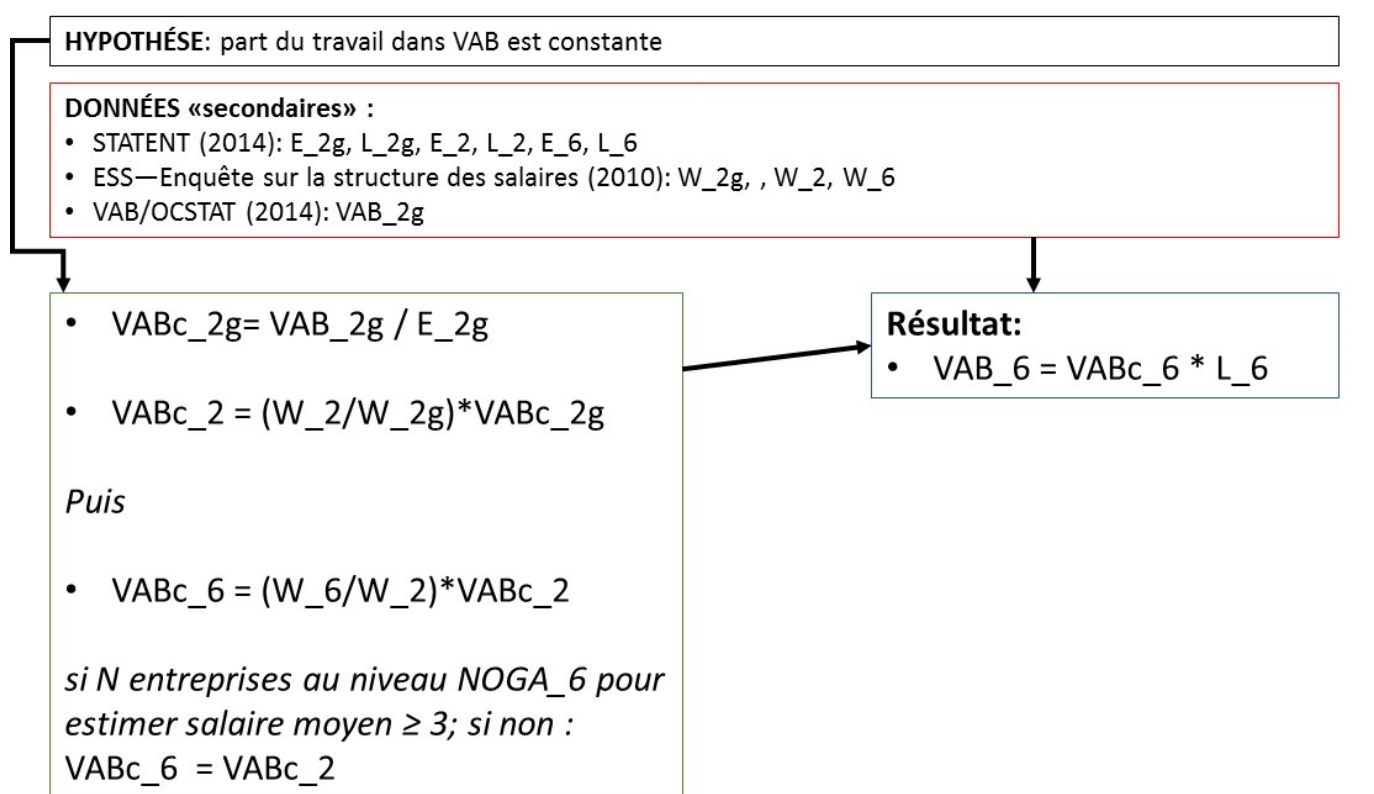 HYPOTHÉSE: part du travail dans VAB est constante
DONNÉES «secondaires» :
• STATENT (2014): E_2g, L_2g, E_2, L_2, E_6, L_6
• ESS—Enquête sur la structure des salaires (2010): W_2g, , W_2, W_6
• VAB/OCSTAT (2014): VAB_2g
• VABc_2g= VAB_2g / E_2g
• VABc_2 = (W_2/W_2g)*VABc_2g
Puis
• VABc_6 = (W_6/W_2)*VABc_2
si N entreprises au niveau NOGA_6 pour
estimer salaire moyen ≥ 3; si non :
VABc_6 = VABc_2
Résultat:
• VAB_6 = VABc_6 * L_6